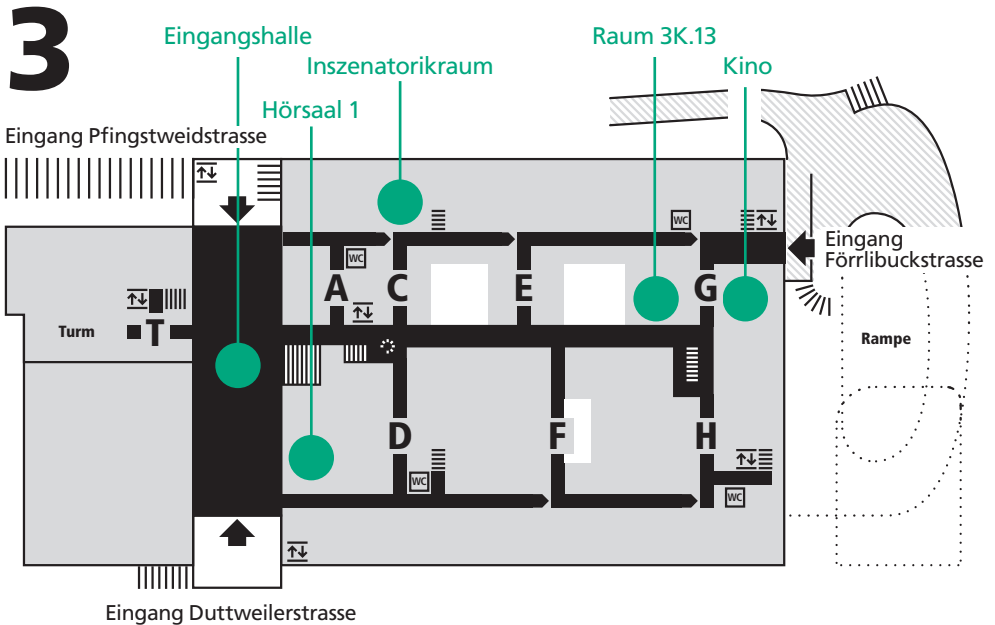 3
Eingangshalle
Raum 3K.13
Inszenatorikraum
Kino
Hörsaal 1
Eingang Pfingstweidstrasse
WC
WC
Eingang
Förrlibuckstrasse
A
C
E
G
Turm
T
Rampe
D
F
H
WC
WC
Eingang Duttweilerstrasse